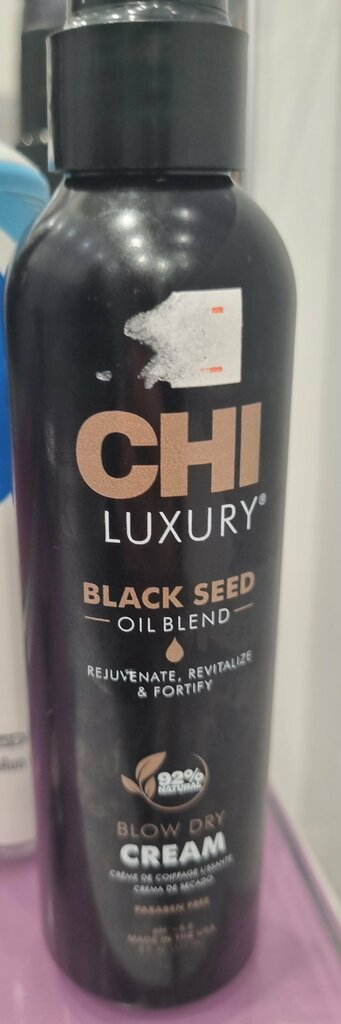 CHI
LUXURY®
BLACK SEED
OIL BLEND
REJUVENATE, REVITALIZE
& FORTIFY
92%
NATURAL
BLOW DRY
CREAM
CRÈME DE COIFFAGE LISSANTE
CREMA DE SECADO
PARABEN FREE
MADE IN THE USA